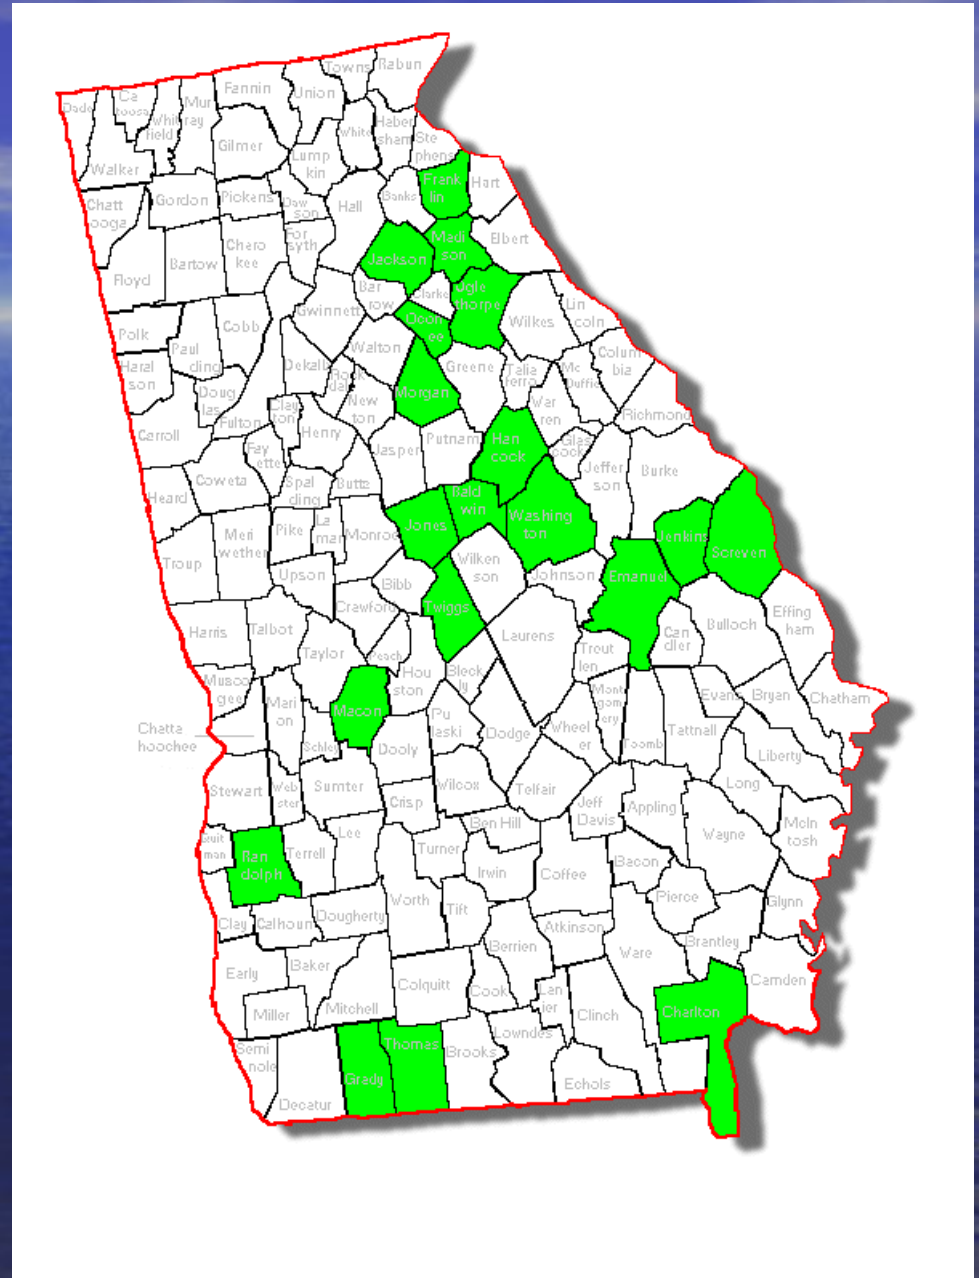 Towns
Rabun
Fannin
Union
Dade
Ca
toosa
Whit
field
Mur
ray
White
Haber
sham
Ste
phens
Gilmer
Lump
kin
Walker
Frank
lin
Hart
Chatt
ooga
Gordon
Pickens
Daw
son
Hall
Banks
For
syth
Madi
son
Elbert
Chero
kee
Jackson
Bartow
Floyd
Bar
row
Clarke
Ogle
thorpe
Gwinnett
Wilkes
Lin
coln
Polk
Cobb
Oconee
Paul
ding
Walton
Haral
son
Dekalb
Rock
dale
Greene
Talia
ferro
Mc
Duffie
Colum
bia
Doug
las
Morgan
New
ton
Clay
ton
War
ren
Richmond
Fulton
Carroll
Henry
Fay
ette
Jasper
Putnam
Han
cock
Glas
cock
Jeffer
son
Burke
Heard
Coweta
Spal
ding
Butts
Bald
win
Jones
Washing
ton
Meri
wether
Pike
La
mar
Monroe
Jenkins
Screven
Troup
Wilken
son
Upson
Bibb
Johnson
Emanuel
Crawford
Twiggs
Effing
ham
Harris
Talbot
Laurens
Can
dler
Bulloch
Taylor
Peach
Hou
ston
Bleck
ly
Treut
len
Musco
gee
Mari
on
Macon
Mont
gom
ery
Evans
Bryan
Chatham
Chatta
hoochee
Schley
Dooly
Pu
laski
Dodge
Wheel
er
Toomb
Tattnall
Liberty
Stewart
Web
ster
Sumter
Crisp
Wilcox
Telfair
Jeff
Davis
Appling
Long
Quit
man
Ran
dolph
Terrell
Lee
Turner
Ben Hill
Wayne
McIn
tosh
Irwin
Coffee
Bacon
Clay
Calhoun
Dougherty
Worth
Tift
Pierce
Glynn
Atkinson
Berrien
Ware
Brantley
Early
Baker
Colquitt
Cook
Lan
ier
Camden
Miller
Mitchell
Clinch
Charlton
Semi
nole
Decatur
Grady
Thomas
Brooks
Lowndes
Echols